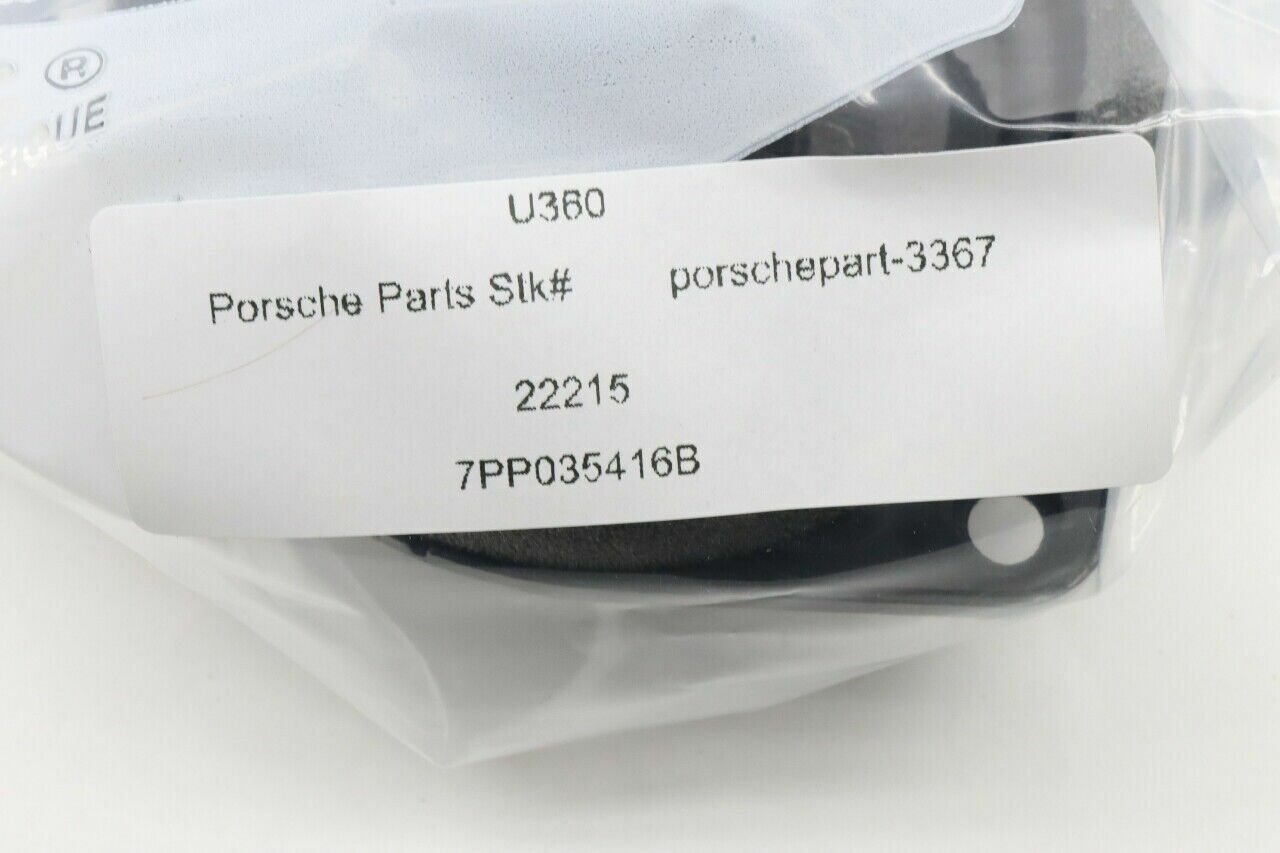 ®
U360
Porsche Parts Stk# porschepart-3367
22215
7PP035416B